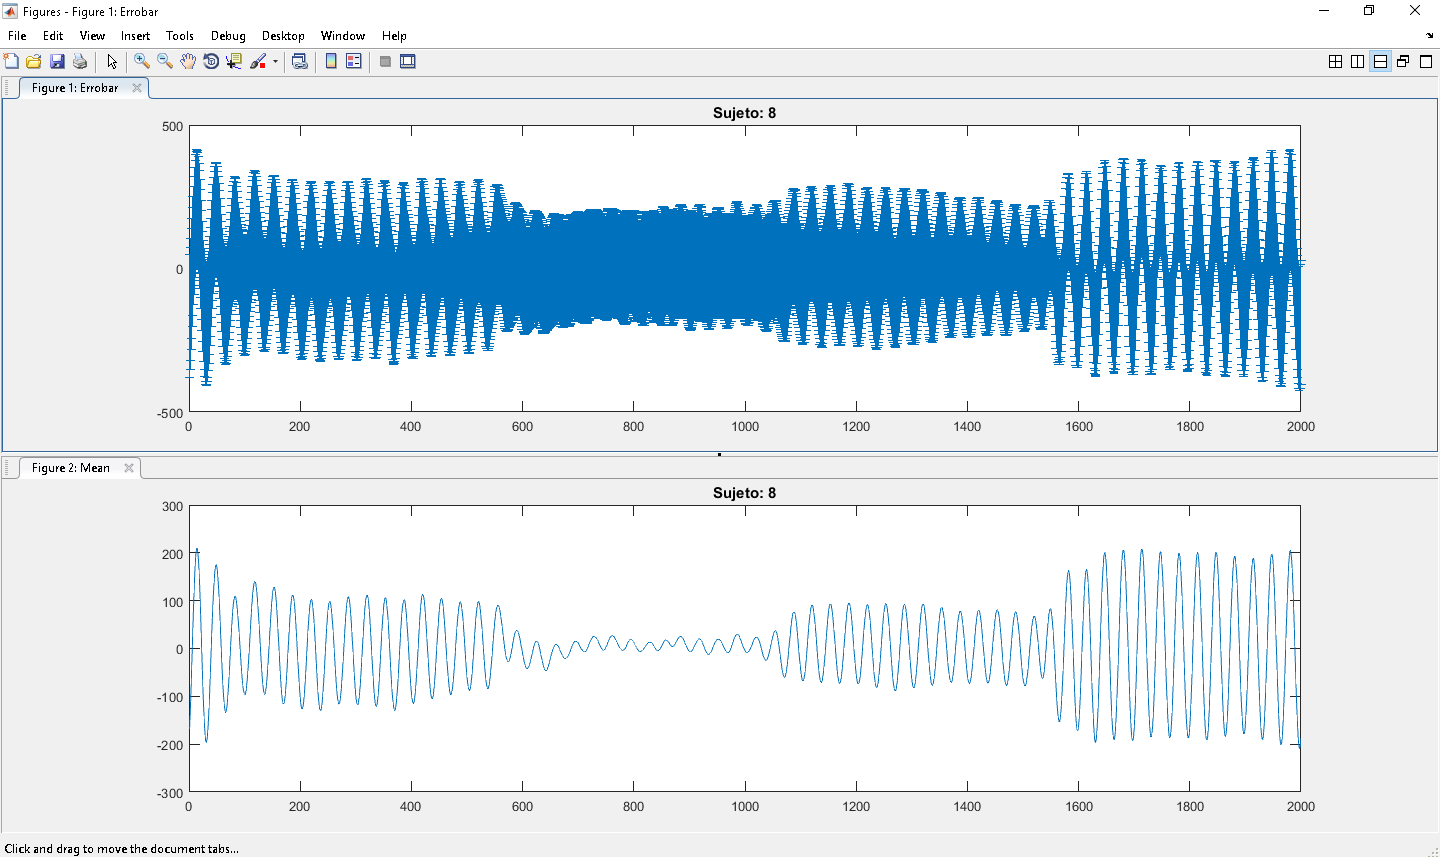 Figures - Figure 1: Errobar
File Edit View Insert Tools Debug Desktop Window Help
Figure 1: Errobar
Sujeto: 8
500
0
-500
0 200 400 600 800 1000 1200 1400 1600 1800 2000
Figure 2: Mean
Sujeto: 8
300
200
100
0
-100
-200
-300
0 200 400 600 800 1000 1200 1400 1600 1800 2000
Click and drag to move the document tabs...